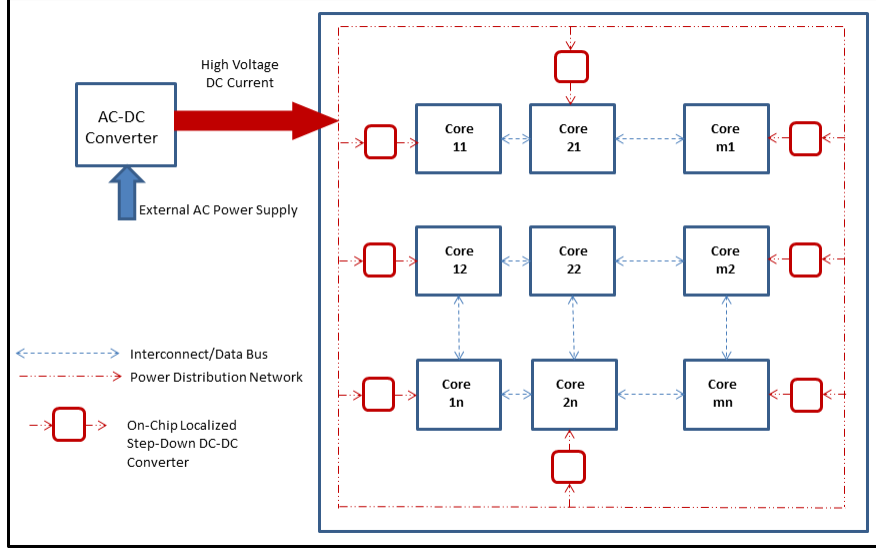 High Voltage
DC Current
AC-DC
Converter
External AC Power Supply
Core
11
Core
21
Core
m1
Core
12
Core
22
Core
m2
Core
1n
Core
2n
Core
mn
Interconnect/Data Bus
Power Distribution Network
On-Chip Localized
Step-Down DC-DC
Converter